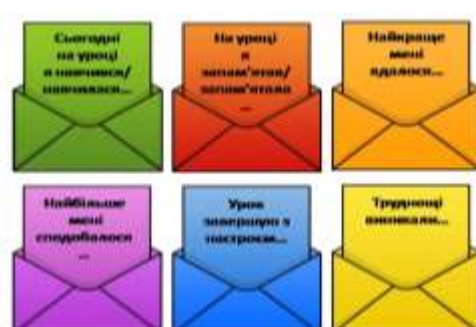 Сьогодні
на уроці
я навчився/
навчилася...
На уроці
я
запам'ятав/
запам'ятала
...
Найкраще
мені
вдалося...
Найбільше
мені
сподобалося
...
Урок
завершую з
настроєм...
Труднощі
виникали...